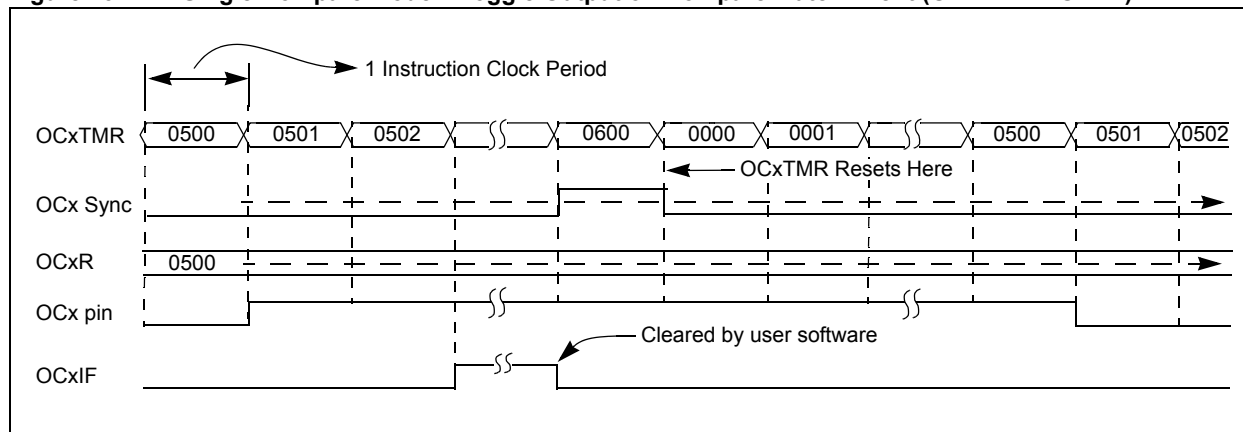 1 Instruction Clock Period
OCxTMR 0500 0501 0502 0600 0000 0001 0500 0501 0502
OCxTMR Resets Here
OCx Sync
OCxR 0500
OCx pin
Cleared by user software
OCxIF